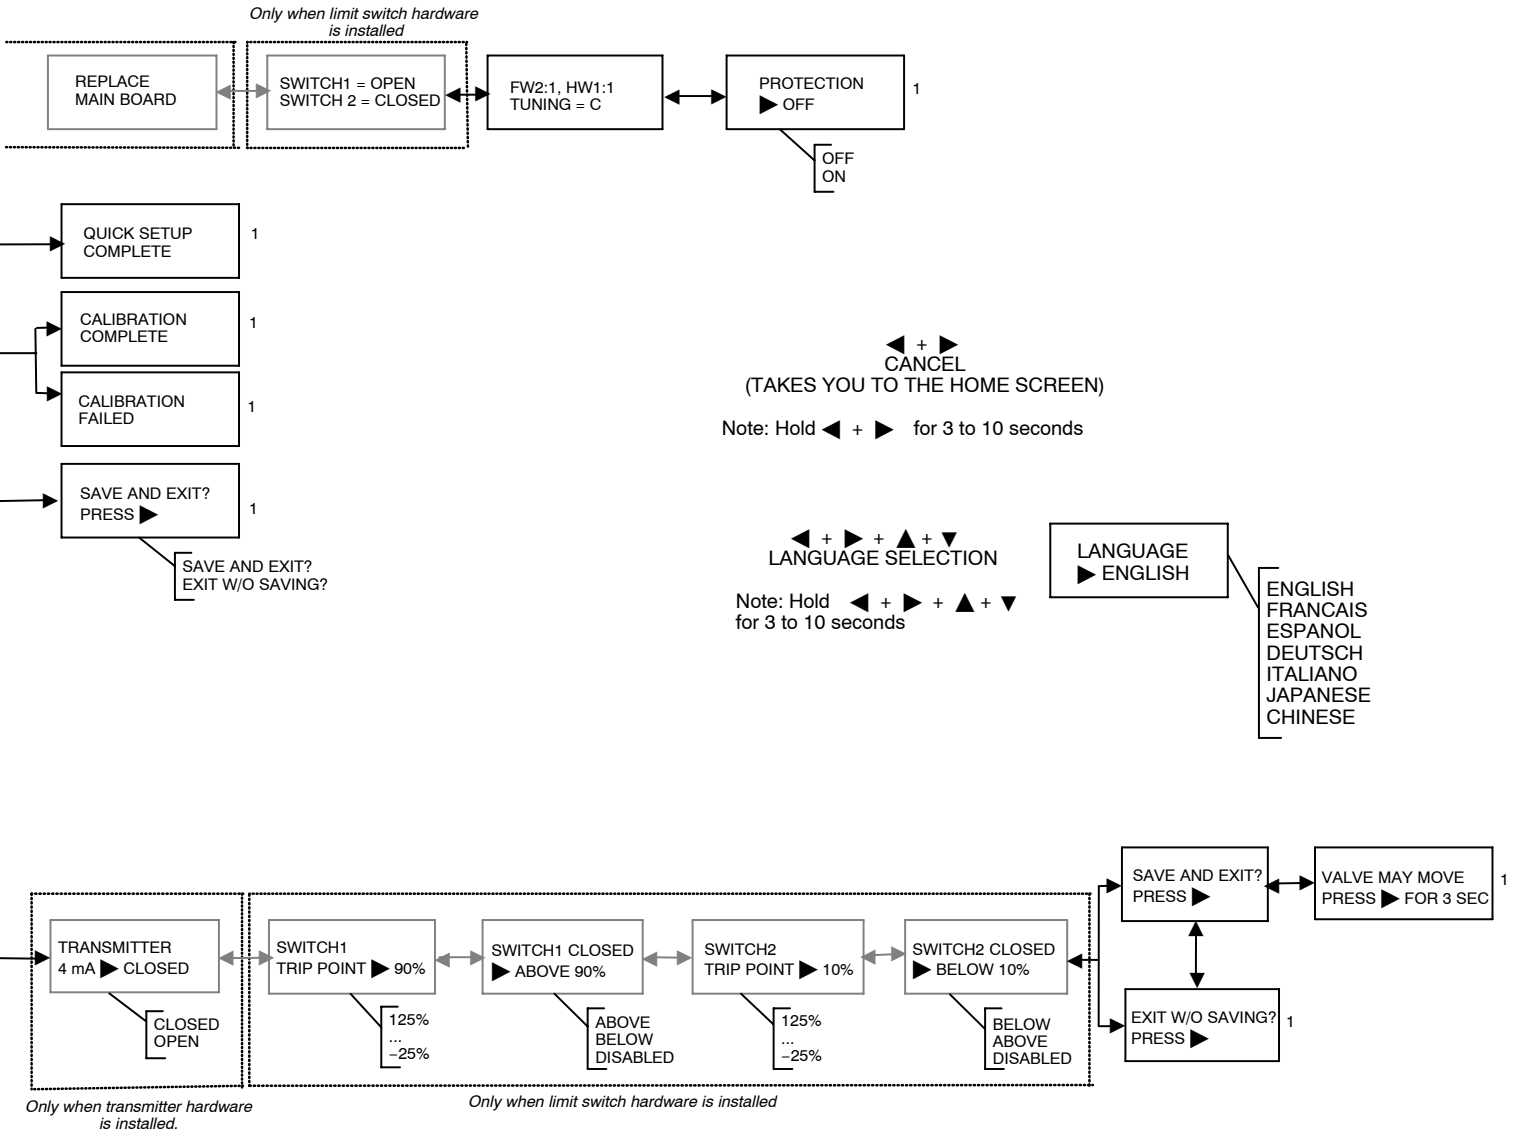 Only when limit switch hardware
is installed
REPLACE
MAIN BOARD
SWITCH1 = OPEN
SWITCH 2 = CLOSED
FW2:1, HW1:1
TUNING = C
PROTECTION
▶ OFF
1
OFF
ON
QUICK SETUP
COMPLETE
1
CALIBRATION
COMPLETE
1
CALIBRATION
FAILED
1
SAVE AND EXIT?
PRESS ▶
1
SAVE AND EXIT?
EXIT W/O SAVING?
◀ + ▶
CANCEL
(TAKES YOU TO THE HOME SCREEN)
Note: Hold ◀ + ▶ for 3 to 10 seconds
◀ + ▶ + ▲ + ▼
LANGUAGE SELECTION
Note: Hold ◀ + ▶ + ▲ + ▼
for 3 to 10 seconds
LANGUAGE
▶ ENGLISH
ENGLISH
FRANCAIS
ESPANOL
DEUTSCH
ITALIANO
JAPANESE
CHINESE
TRANSMITTER
4 mA ▶ CLOSED
CLOSED
OPEN
Only when transmitter hardware
is installed.
SWITCH1
TRIP POINT ▶ 90%
125%
...
–25%
SWITCH1 CLOSED
▶ ABOVE 90%
ABOVE
BELOW
DISABLED
SWITCH2
TRIP POINT ▶ 10%
125%
...
–25%
SWITCH2 CLOSED
▶ BELOW 10%
BELOW
ABOVE
DISABLED
Only when limit switch hardware is installed
SAVE AND EXIT?
PRESS ▶
VALVE MAY MOVE
PRESS ▶ FOR 3 SEC
1
EXIT W/O SAVING?
PRESS ▶
1